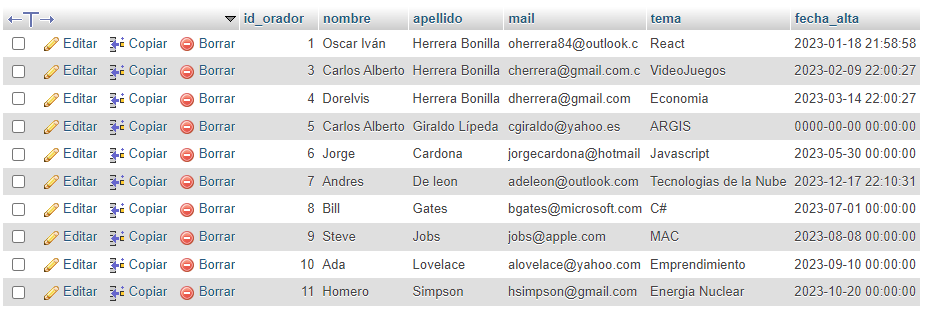 id_orador nombre apellido mail tema fecha_alta
Editar Copiar Borrar 1 Oscar Iván Herrera Bonilla oherrera84@outlook.c React 2023-01-18 21:58:58
Editar Copiar Borrar 3 Carlos Alberto Herrera Bonilla cherrera@gmail.com.c VideoJuegos 2023-02-09 22:00:27
Editar Copiar Borrar 4 Dorelvis Herrera Bonilla dherrera@gmail.com Economia 2023-03-14 22:00:27
Editar Copiar Borrar 5 Carlos Alberto Giraldo Lípeda cgiraldo@yahoo.es ARGIS 0000-00-00 00:00:00
Editar Copiar Borrar 6 Jorge Cardona jorgecardona@hotmail Javascript 2023-05-30 00:00:00
Editar Copiar Borrar 7 Andres De leon adeleon@outlook.com Tecnologias de la Nube 2023-12-17 22:10:31
Editar Copiar Borrar 8 Bill Gates bgates@microsoft.com C# 2023-07-01 00:00:00
Editar Copiar Borrar 9 Steve Jobs jobs@apple.com MAC 2023-08-08 00:00:00
Editar Copiar Borrar 10 Ada Lovelace alovelace@yahoo.com Emprendimiento 2023-09-10 00:00:00
Editar Copiar Borrar 11 Homero Simpson hsimpson@gmail.com Energia Nuclear 2023-10-20 00:00:00